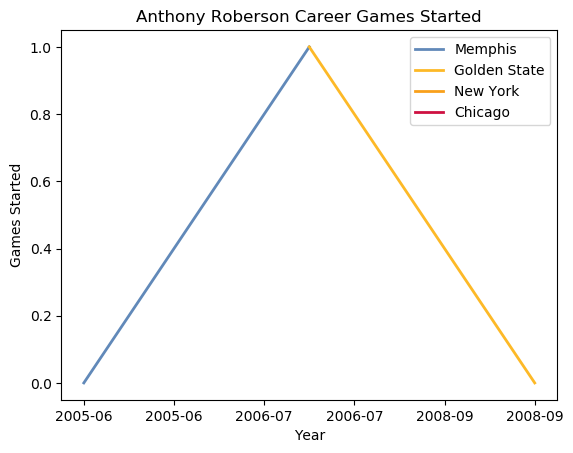 Anthony Roberson Career Games Started
Memphis
Golden State
New York
Chicago
1.0
0.8
0.6
0.4
0.2
0.0
Games Started
2005-06 2005-06 2006-07 2006-07 2008-09 2008-09
Year